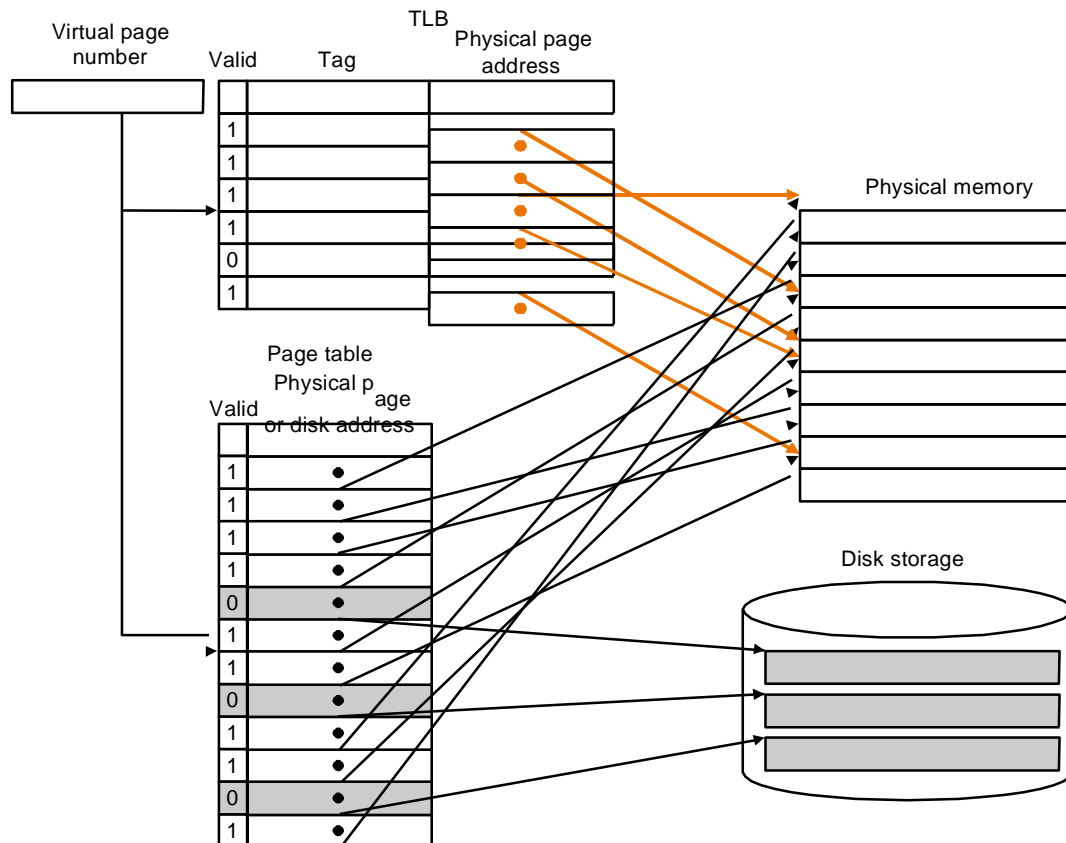 TLB
Virtual page
number
Valid
Tag
Physical page
address
1
1
1
1
0
1
Physical memory
Page table
Physical page
or disk address
Valid
1
1
1
1
0
1
1
0
1
1
0
1
Disk storage